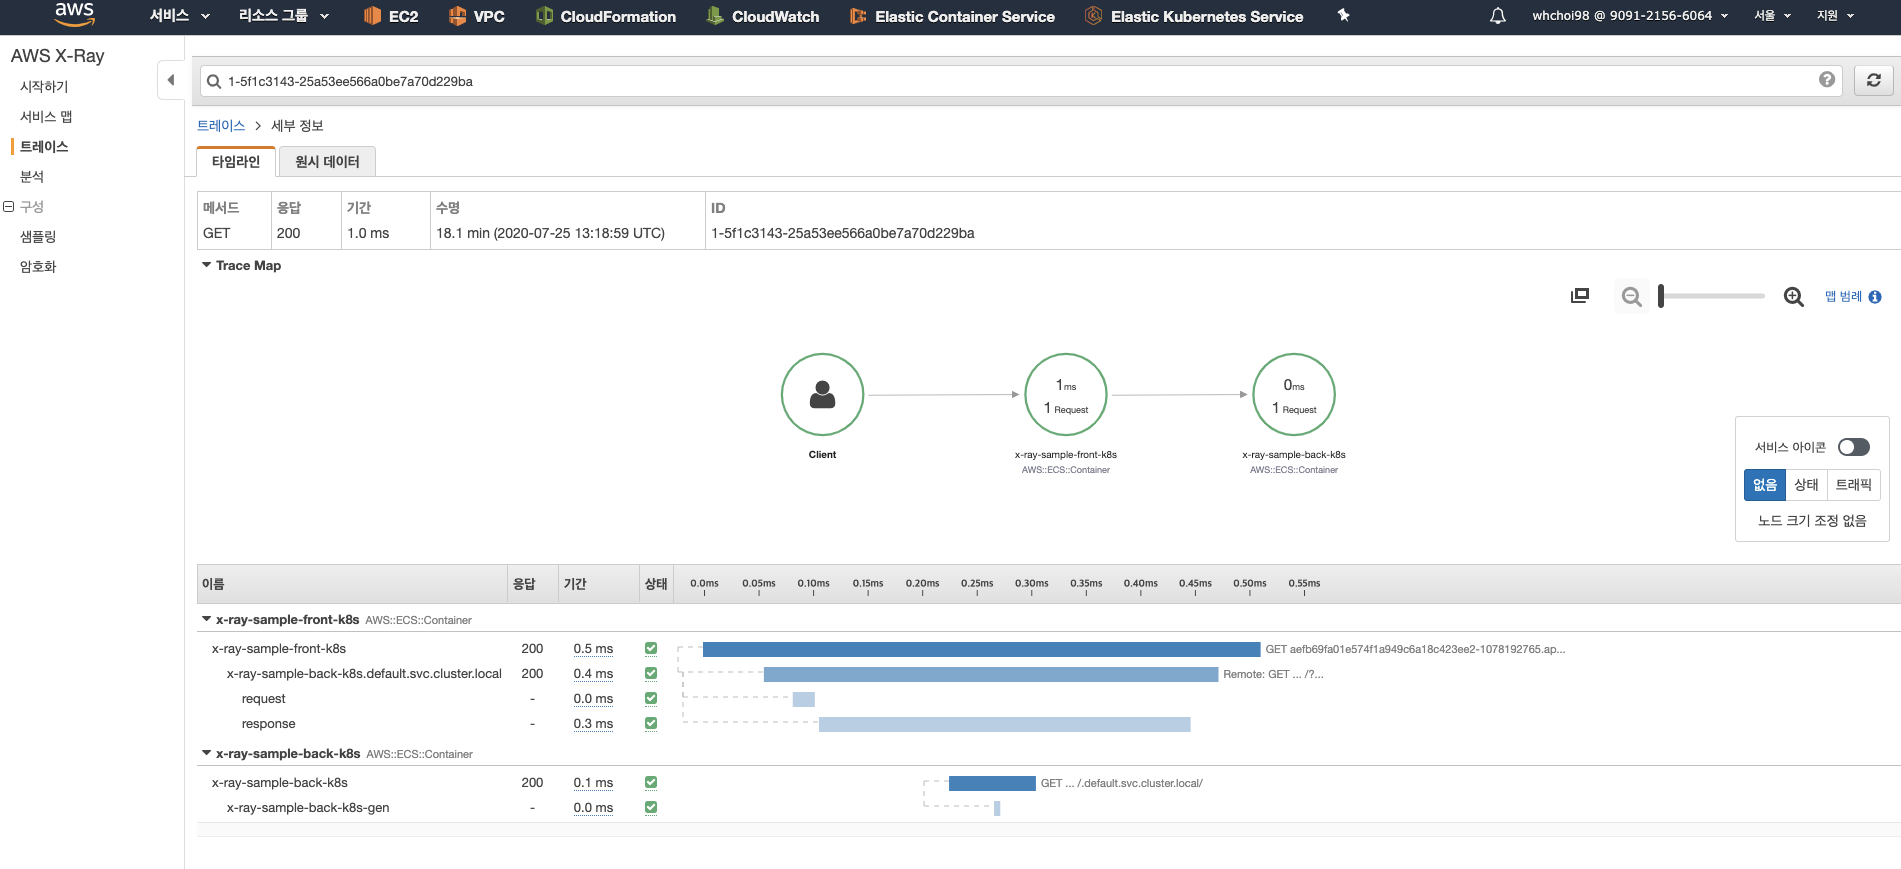 aws 서비스 리소스 그룹 EC2 VPC CloudFormation CloudWatch Elastic Container Service Elastic Kubernetes Service whchoi98 @ 9091-2156-6064 서울 지원
AWS X-Ray
시작하기
서비스 맵
트레이스
분석
구성
샘플링
암호화
1-5f1c3143-25a53ee566a0be7a70d229ba ?
트레이스 > 세부 정보
타임라인 원시 데이터
메서드 응답 기간 수명 ID
GET 200 1.0 ms 18.1 min (2020-07-25 13:18:59 UTC) 1-5f1c3143-25a53ee566a0be7a70d229ba
Trace Map
맵 범례 i
1ms
1 Request
0ms
1 Request
Client x-ray-sample-front-k8s x-ray-sample-back-k8s
AWS::ECS::Container AWS::ECS::Container
서비스 아이콘
없음 상태 트래픽
노드 크기 조정 없음
이름 응답 기간 상태 0.0ms 0.05ms 0.10ms 0.15ms 0.20ms 0.25ms 0.30ms 0.35ms 0.40ms 0.45ms 0.50ms 0.55ms
x-ray-sample-front-k8s AWS::ECS::Container
x-ray-sample-front-k8s 200 0.5 ms GET aefb69fa01e574f1a949c6a18c423ee2-1078192765.ap...
x-ray-sample-back-k8s.default.svc.cluster.local 200 0.4 ms Remote: GET ... /?...
request - 0.0 ms
response - 0.3 ms
x-ray-sample-back-k8s AWS::ECS::Container
x-ray-sample-back-k8s 200 0.1 ms GET ... /.default.svc.cluster.local/
x-ray-sample-back-k8s-gen - 0.0 ms